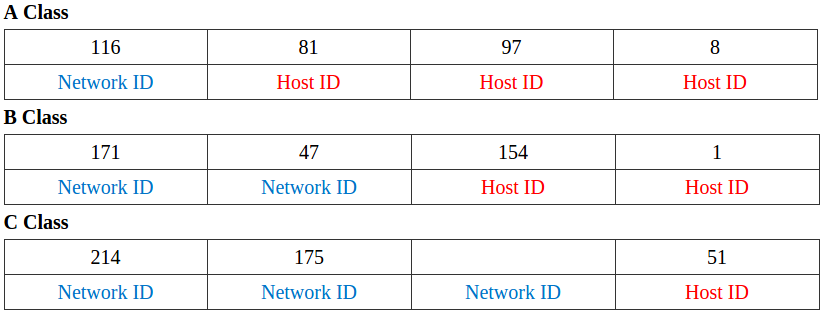 A Class
116 81 97 8
Network ID Host ID Host ID Host ID
B Class
171 47 154 1
Network ID Network ID Host ID Host ID
C Class
214 175 51
Network ID Network ID Network ID Host ID